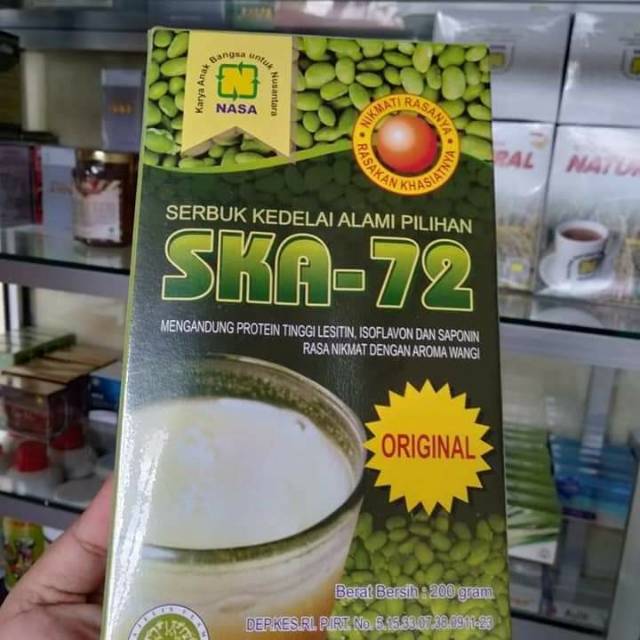 Karya Anak Bangsa untuk Nusantara
NASA
NIKMATI RASANYA
RASAKAN KHASIATNYA
SERBUK KEDELAI ALAMI PILIHAN
SKA-72
MENGANDUNG PROTEIN TINGGI LESITIN, ISOFLAVON DAN SAPONIN
RASA NIKMAT DENGAN AROMA WANGI
ORIGINAL
Berat Bersih : 200 gram
DEP.KES.RI. P.IRT. No. 5.15.33.07.38.0911-23